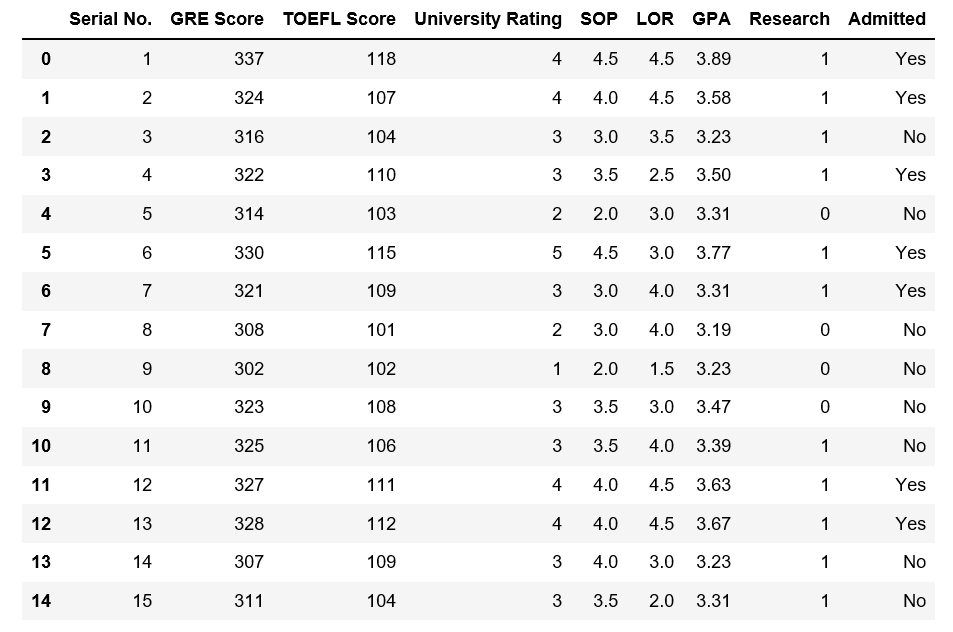 Serial No. GRE Score TOEFL Score University Rating SOP LOR GPA Research Admitted
0 1 337 118 4 4.5 4.5 3.89 1 Yes
1 2 324 107 4 4.0 4.5 3.58 1 Yes
2 3 316 104 3 3.0 3.5 3.23 1 No
3 4 322 110 3 3.5 2.5 3.50 1 Yes
4 5 314 103 2 2.0 3.0 3.31 0 No
5 6 330 115 5 4.5 3.0 3.77 1 Yes
6 7 321 109 3 3.0 4.0 3.31 1 Yes
7 8 308 101 2 3.0 4.0 3.19 0 No
8 9 302 102 1 2.0 1.5 3.23 0 No
9 10 323 108 3 3.5 3.0 3.47 0 No
10 11 325 106 3 3.5 4.0 3.39 1 No
11 12 327 111 4 4.0 4.5 3.63 1 Yes
12 13 328 112 4 4.0 4.5 3.67 1 Yes
13 14 307 109 3 4.0 3.0 3.23 1 No
14 15 311 104 3 3.5 2.0 3.31 1 No